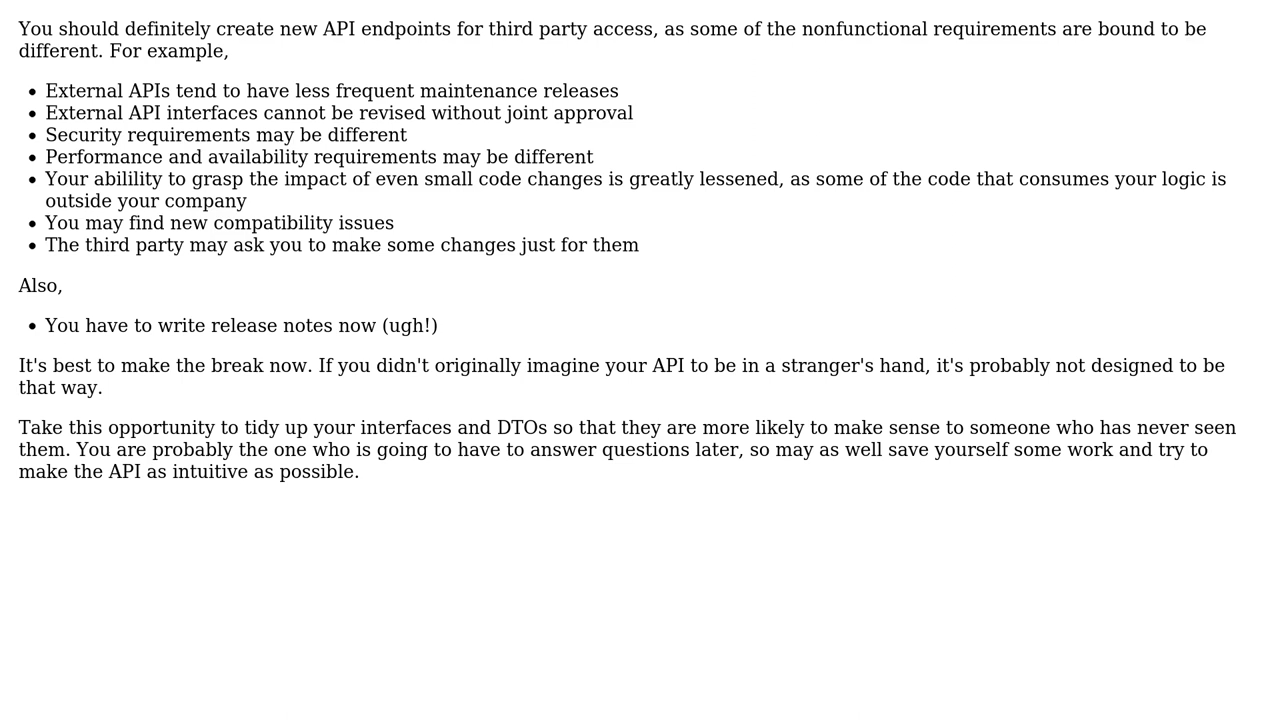 You should definitely create new API endpoints for third party access, as some of the nonfunctional requirements are bound to be
different. For example,
• External APIs tend to have less frequent maintenance releases
• External API interfaces cannot be revised without joint approval
• Security requirements may be different
• Performance and availability requirements may be different
• Your abilility to grasp the impact of even small code changes is greatly lessened, as some of the code that consumes your logic is
outside your company
• You may find new compatibility issues
• The third party may ask you to make some changes just for them
Also,
• You have to write release notes now (ugh!)
It's best to make the break now. If you didn't originally imagine your API to be in a stranger's hand, it's probably not designed to be
that way.
Take this opportunity to tidy up your interfaces and DTOs so that they are more likely to make sense to someone who has never seen
them. You are probably the one who is going to have to answer questions later, so may as well save yourself some work and try to
make the API as intuitive as possible.